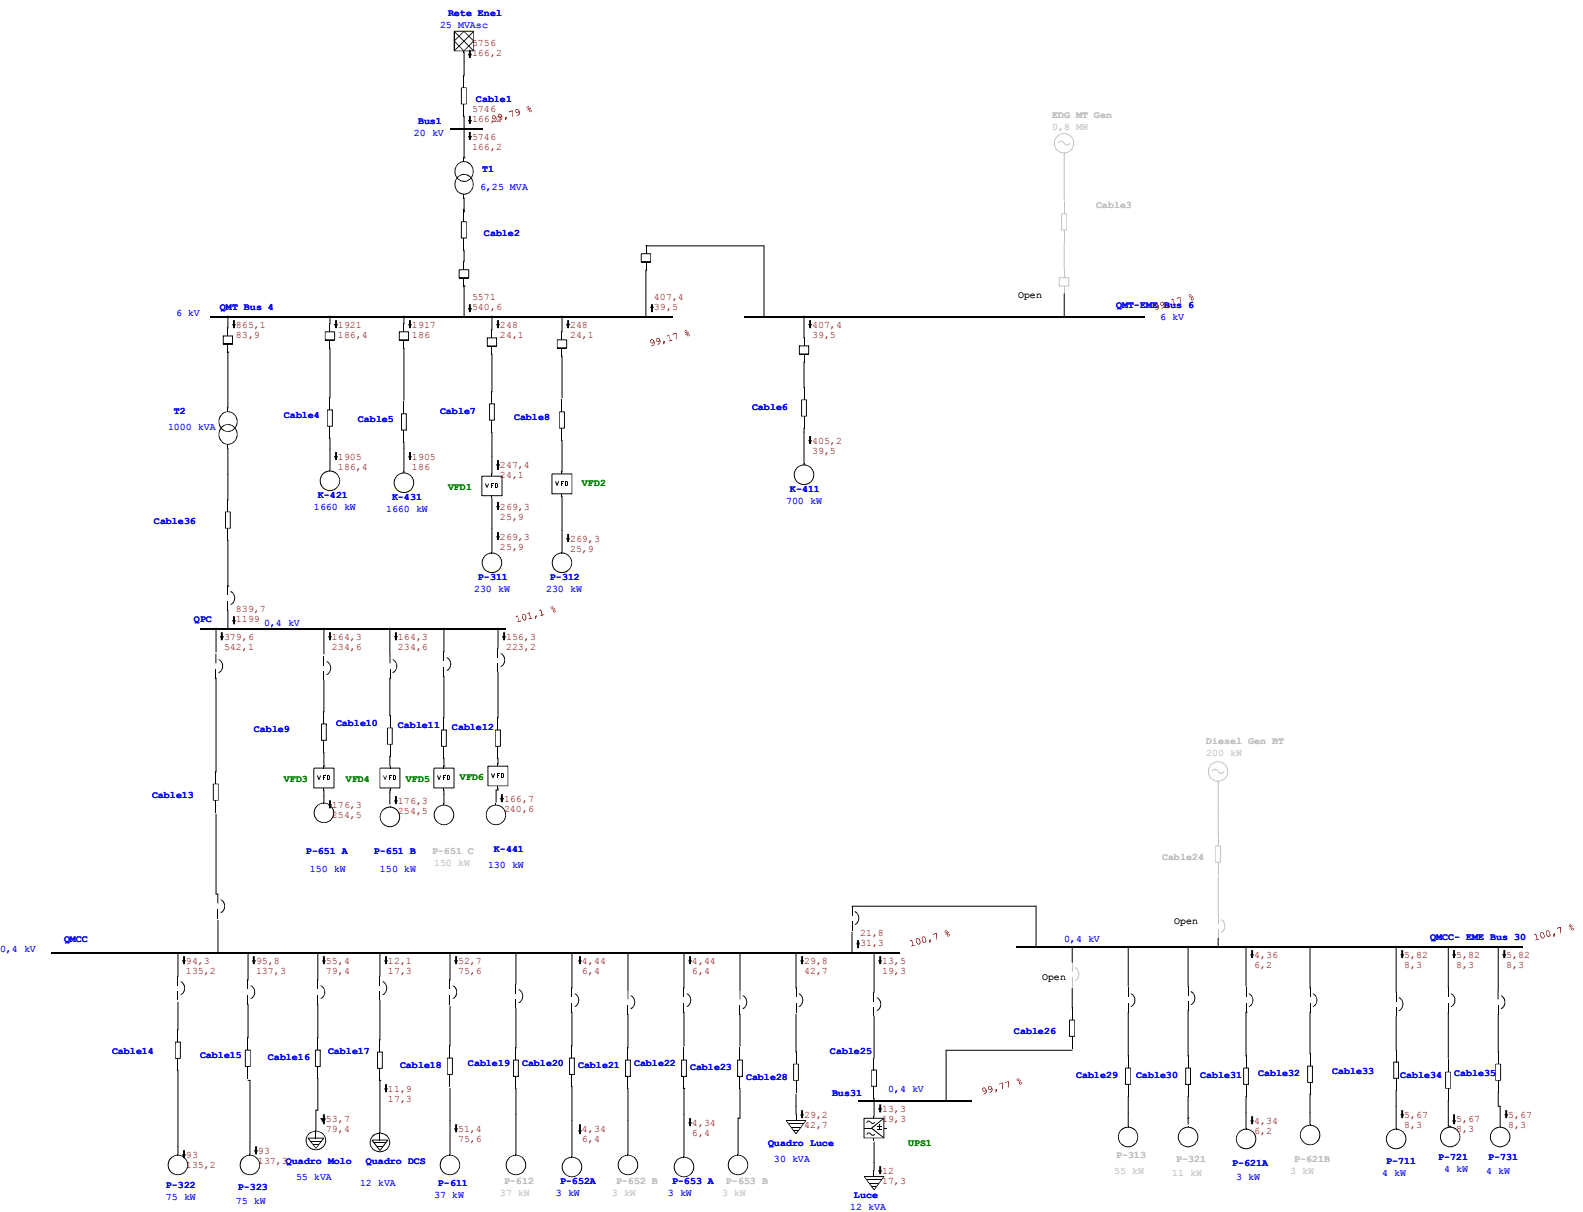 Rete Enel
25 MVAsc
5756
166,2
Cable1
5746
166,2
99,79 %
Bus1
20 kV
5746
166,2
T1
6,25 MVA
Cable2
EDG MT Gen
0,8 MW
Cable3
Open
QMT Bus 4
6 kV
5571
540,6
407,4
39,5
QMT-EME Bus 6
6 kV
865,1
83,9
1921
186,4
1917
186
248
24,1
248
24,1
99,17 %
407,4
39,5
T2
1000 kVA
Cable4
Cable5
Cable7
Cable8
Cable6
1905
186,4
1905
186
247,4
24,1
405,2
39,5
K-421
1660 kW
K-431
1660 kW
VFD1
VFD
VFD
VFD2
K-411
700 kW
269,3
25,9
269,3
25,9
269,3
25,9
Cable36
P-311
230 kW
P-312
230 kW
839,7
1199
QPC
0,4 kV
101,1 %
379,6
542,1
164,3
234,6
164,3
234,6
156,3
223,2
Cable9
Cable10
Cable11
Cable12
Cable13
VFD3
VFD
VFD4
VFD
VFD5
VFD
VFD6
VFD
176,3
254,5
176,3
254,5
166,7
240,6
P-651 A
150 kW
P-651 B
150 kW
P-651 C
150 kW
K-441
130 kW
Diesel Gen BT
200 kW
Cable24
Open
QMCC
0,4 kV
21,8
31,3
100,7 %
0,4 kV
QMCC- EME Bus 30
100,7 %
94,3
135,2
95,8
137,3
55,4
79,4
12,1
17,3
52,7
75,6
4,44
6,4
4,44
6,4
29,8
42,7
13,5
19,3
Open
4,36
6,2
5,82
8,3
5,82
8,3
5,82
8,3
Cable14
Cable15
Cable16
Cable17
Cable18
Cable19
Cable20
Cable21
Cable22
Cable23
Cable28
Cable25
Cable26
Cable29
Cable30
Cable31
Cable32
Cable33
Cable34
Cable35
11,9
17,3
Bus31
0,4 kV
99,77 %
93
135,2
93
137,3
53,7
79,4
51,4
75,6
4,34
6,4
4,34
6,4
29,2
42,7
13,3
19,3
UPS1
4,34
6,2
5,67
8,3
5,67
8,3
5,67
8,3
P-322
75 kW
P-323
75 kW
Quadro Molo
55 kVA
Quadro DCS
12 kVA
P-611
37 kW
P-612
37 kW
P-652A
3 kW
P-652 B
3 kW
P-653 A
3 kW
P-653 B
3 kW
Quadro Luce
30 kVA
12
17,3
Luce
12 kVA
P-313
55 kW
P-321
11 kW
P-621A
3 kW
P-621B
3 kW
P-711
4 kW
P-721
4 kW
P-731
4 kW